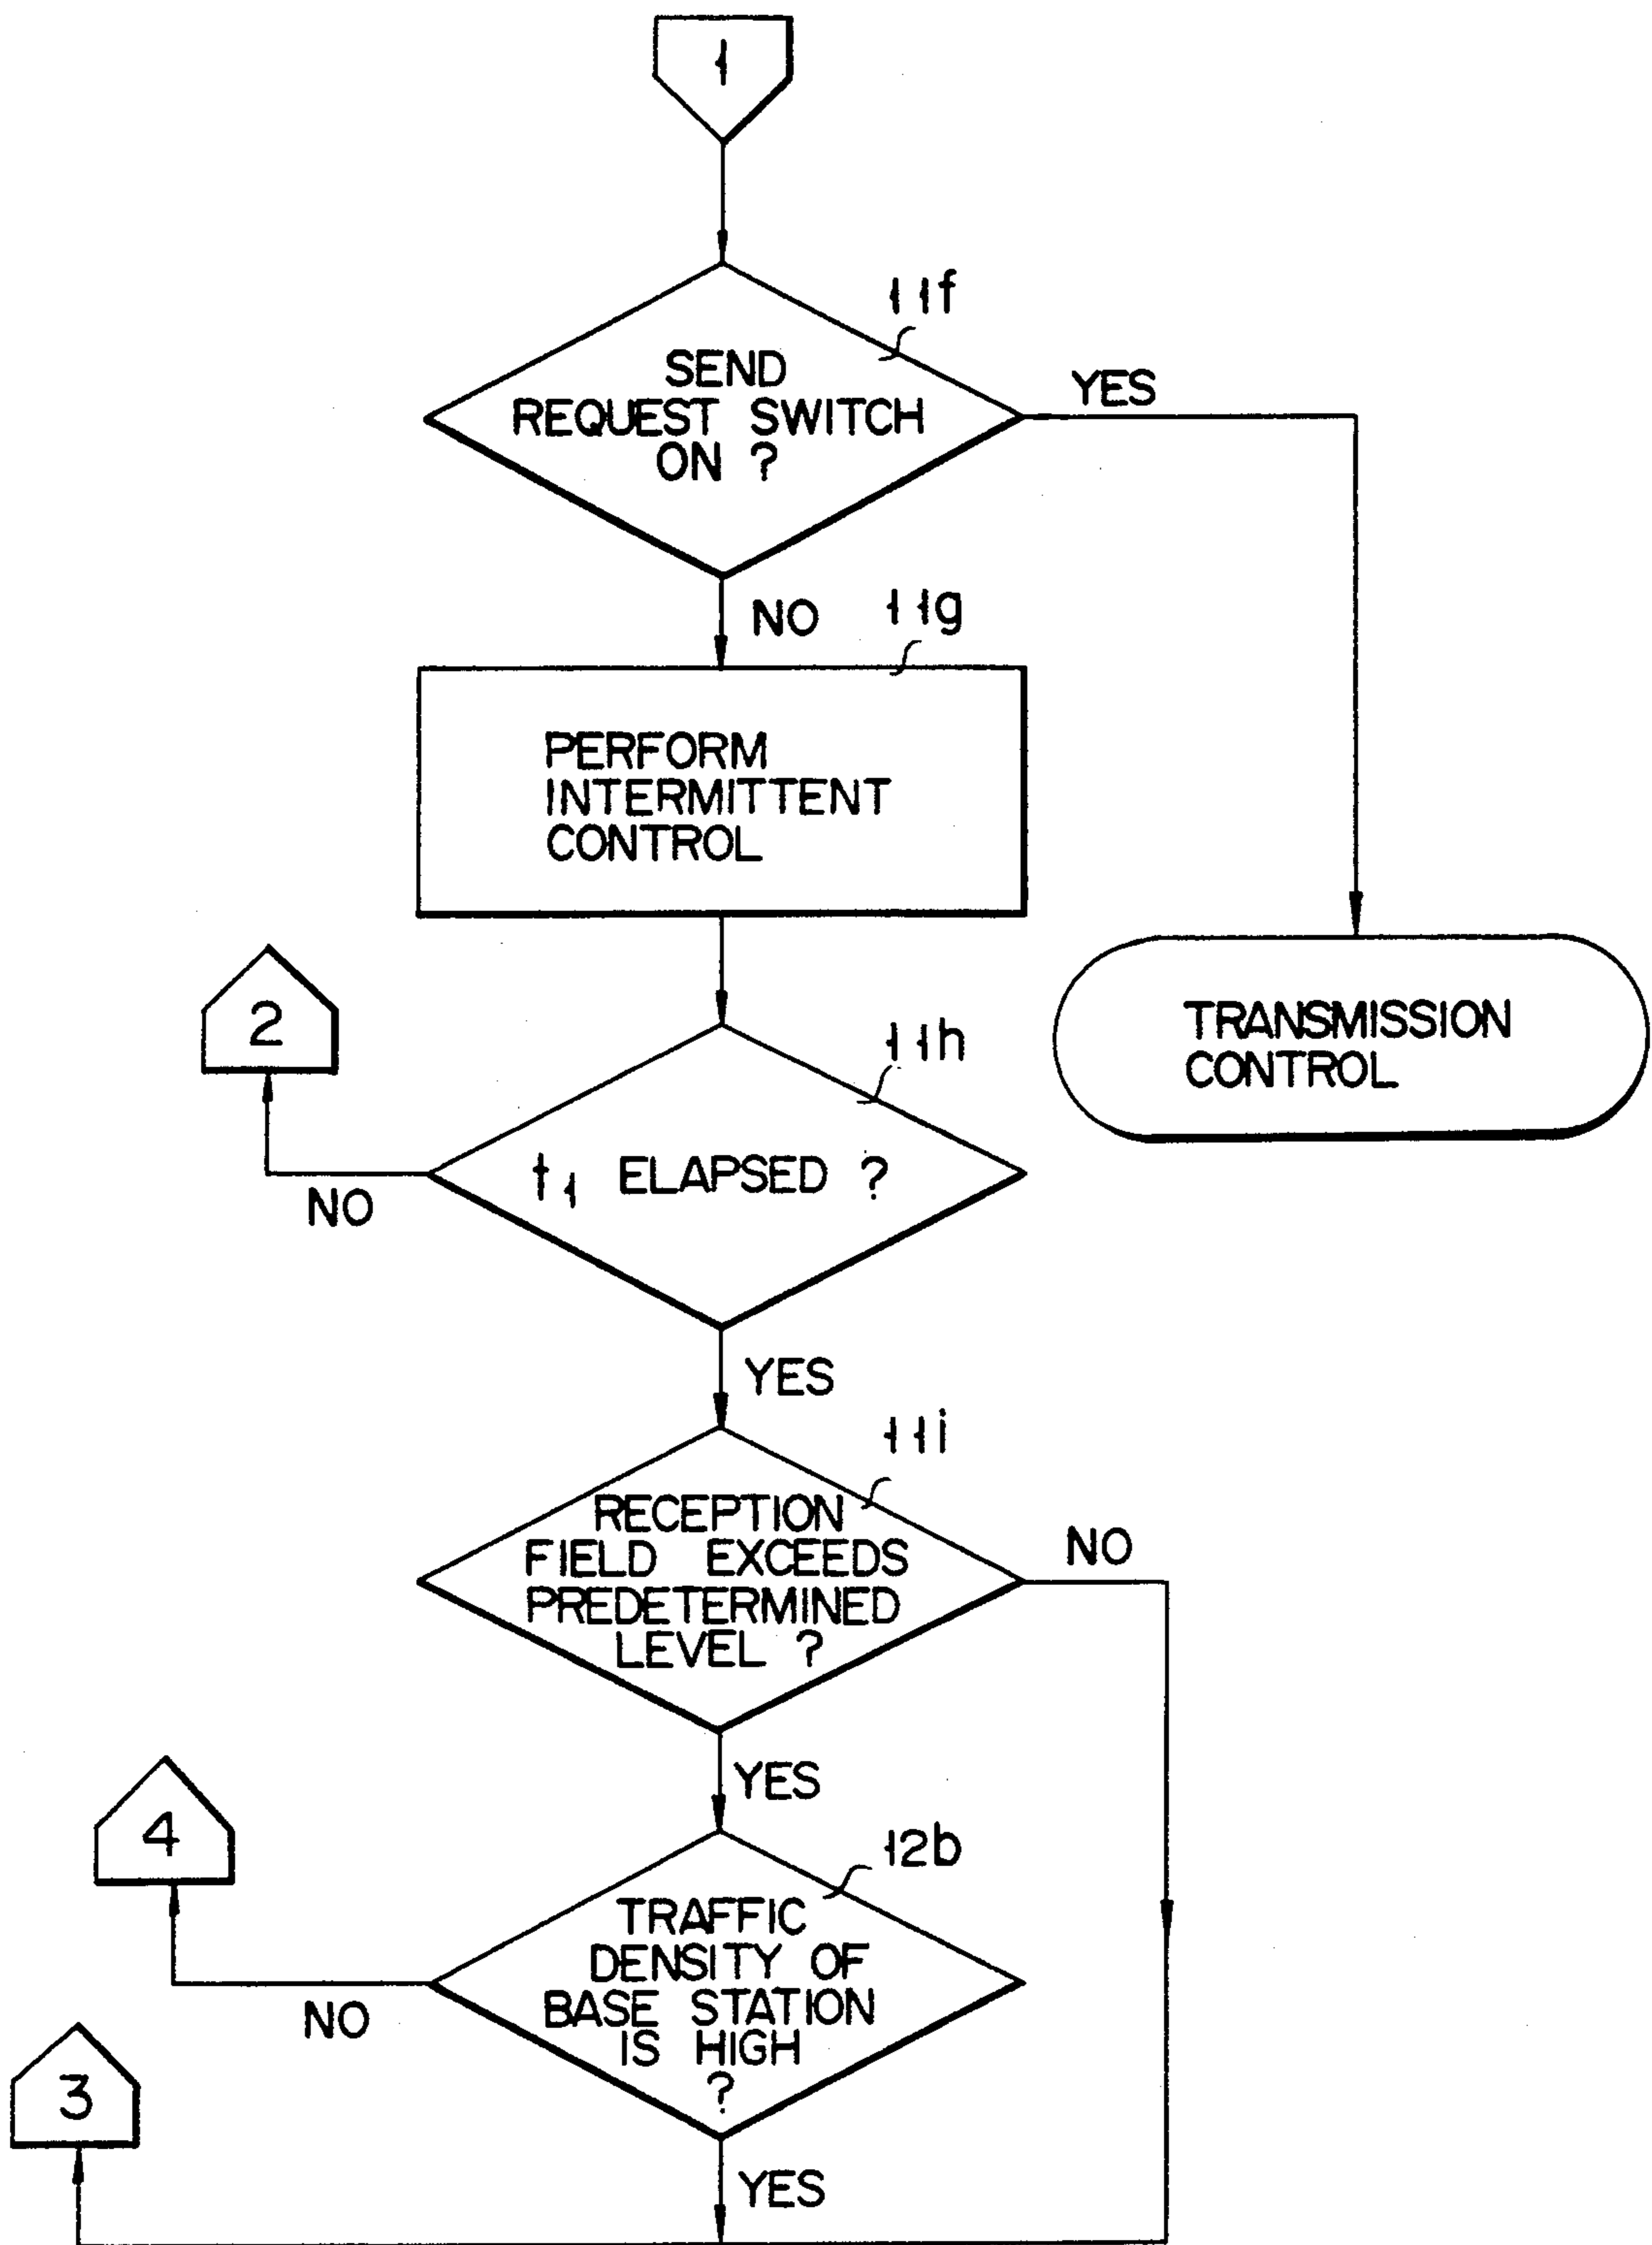 1
11f
SEND
REQUEST SWITCH
ON ?
YES
NO
11g
PERFORM
INTERMITTENT
CONTROL
2
11h
TRANSMISSION
CONTROL
t1 ELAPSED ?
NO
YES
11i
RECEPTION
FIELD EXCEEDS
PREDETERMINED
LEVEL ?
NO
YES
4
12b
TRAFFIC
DENSITY OF
BASE STATION
IS HIGH
?
NO
3
YES